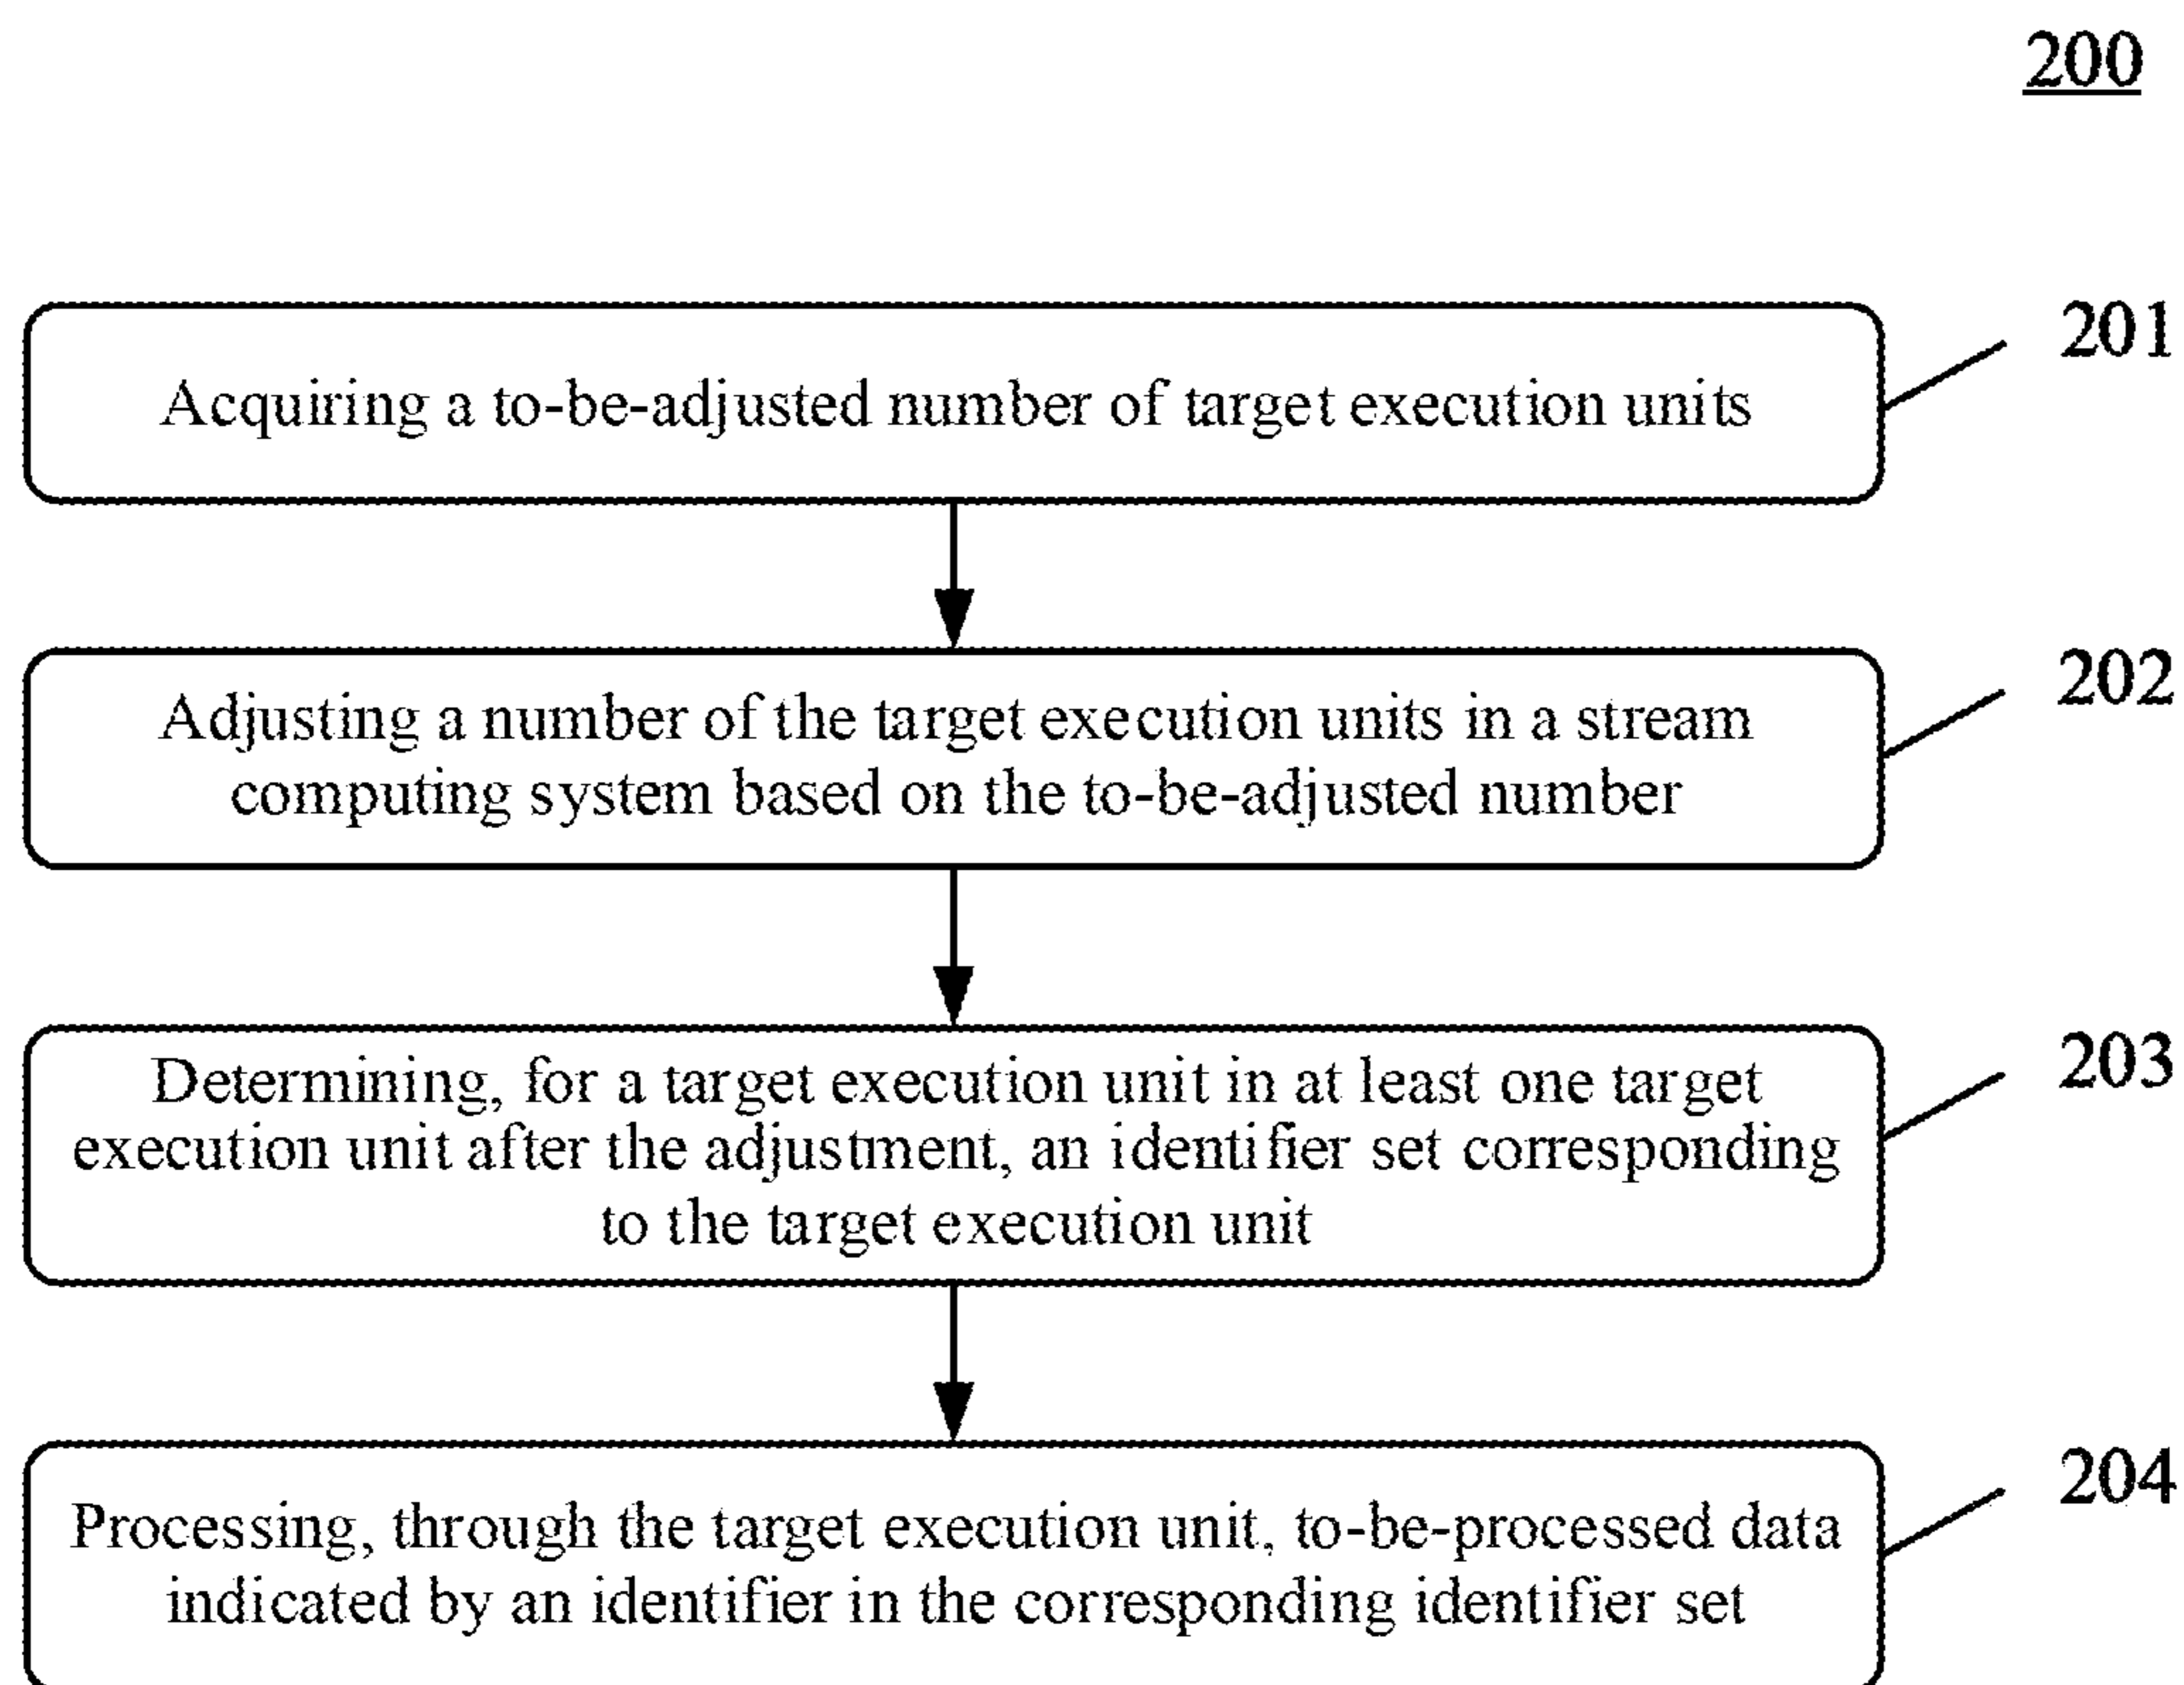 200
201
Acquiring a to-be-adjusted number of target execution units
202
Adjusting a number of the target execution units in a stream
computing system based on the to-be-adjusted number
203
Determining, for a target execution unit in at least one target
execution unit after the adjustment, an identifier set corresponding
to the target execution unit
204
Processing, through the target execution unit, to-be-processed data
indicated by an identifier in the corresponding identifier set